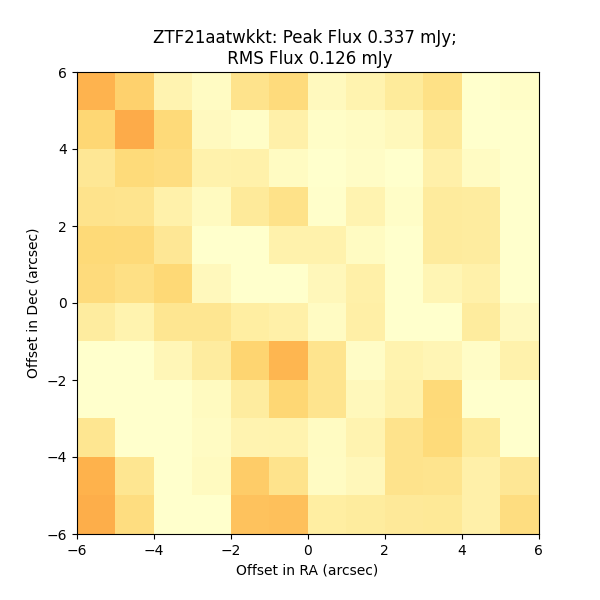 ZTF21aatwkkt: Peak Flux 0.337 mJy;
RMS Flux 0.126 mJy
6
4
2
0
−2
−4
−6
Offset in Dec (arcsec)
−6 −4 −2 0 2 4 6
Offset in RA (arcsec)